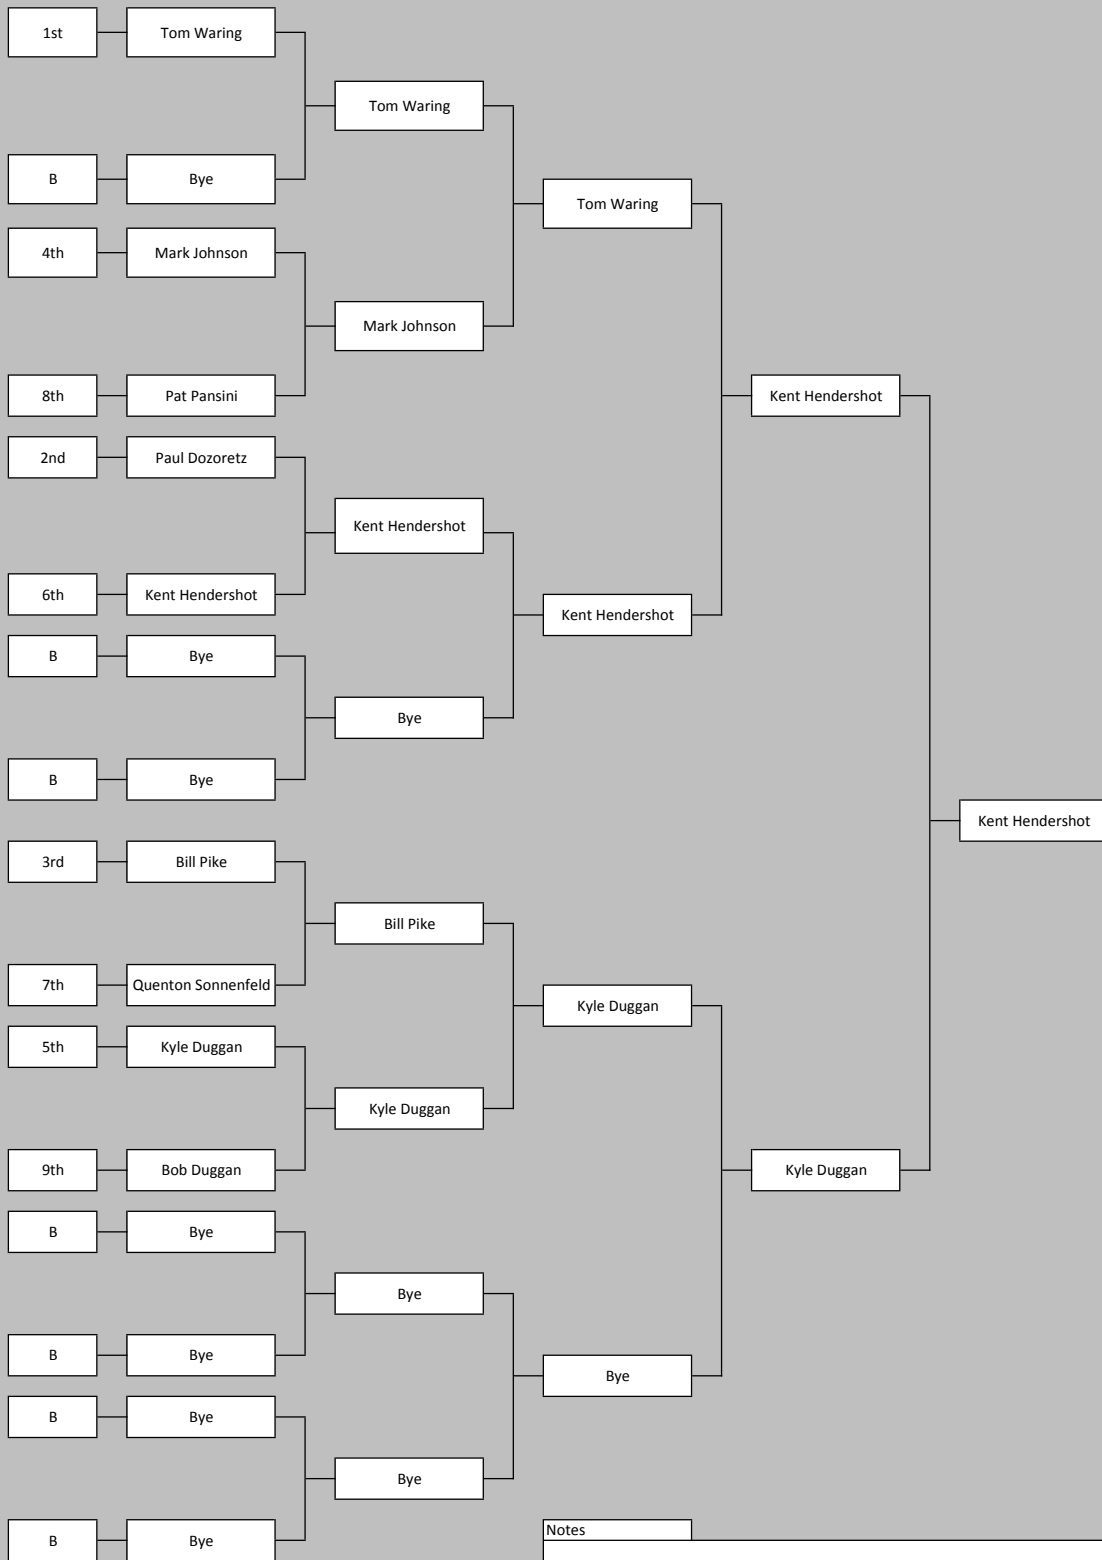 1st
Tom Waring
Tom Waring
B
Bye
Tom Waring
4th
Mark Johnson
Mark Johnson
8th
Pat Pansini
Kent Hendershot
2nd
Paul Dozoretz
Kent Hendershot
6th
Kent Hendershot
Kent Hendershot
B
Bye
Bye
B
Bye
Kent Hendershot
3rd
Bill Pike
Bill Pike
7th
Quenton Sonnenfeld
Kyle Duggan
5th
Kyle Duggan
Kyle Duggan
9th
Bob Duggan
Kyle Duggan
B
Bye
Bye
B
Bye
Bye
B
Bye
Bye
B
Bye
Notes